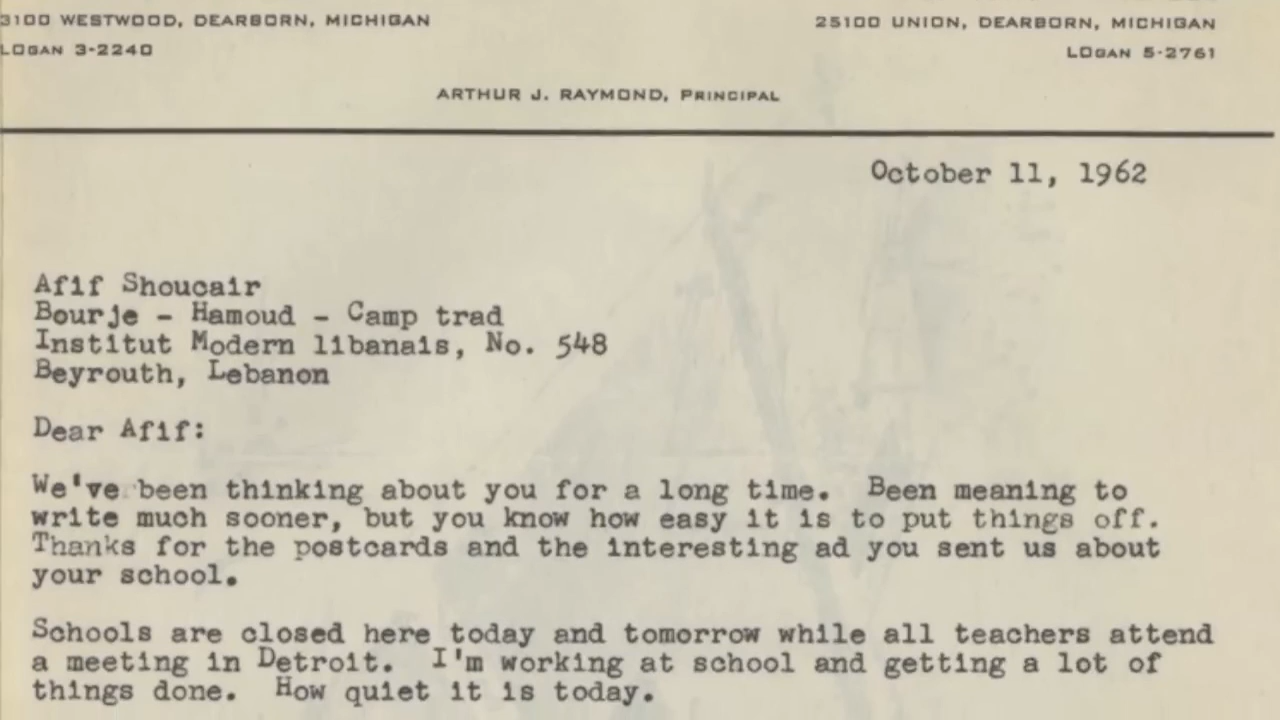 3100 WESTWOOD, DEARBORN, MICHIGAN
25100 UNION, DEARBORN, MICHIGAN
LOGAN 3-2240
LOGAN 5-2761
ARTHUR J. RAYMOND, PRINCIPAL
October 11, 1962
Afif Shoucair
Bourje - Hamoud - Camp trad
Institut Modern libanais, No. 548
Beyrouth, Lebanon
Dear Afif:
We've been thinking about you for a long time. Been meaning to
write much sooner, but you know how easy it is to put things off.
Thanks for the postcards and the interesting ad you sent us about
your school.
Schools are closed here today and tomorrow while all teachers attend
a meeting in Detroit. I'm working at school and getting a lot of
things done. How quiet it is today.